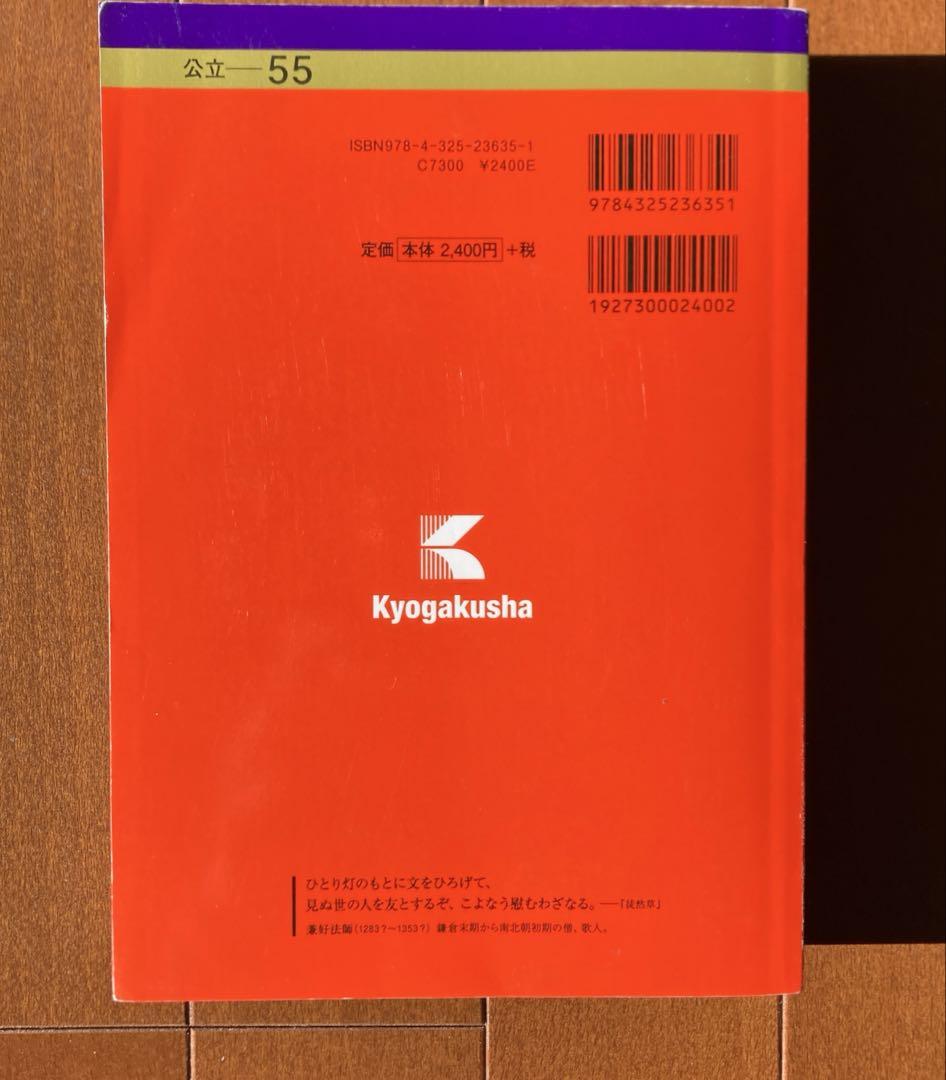 公立—55
ISBN978-4-325-23635-1
C7300 ¥2400E
9784325236351
定価 本体 2,400円 +税
1927300024002
Kyogakusha
ひとり灯のもとに文をひろげて、
見ぬ世の人を友とするぞ、こよなう慰むわざなる。—『徒然草』
兼好法師(1283?〜1353?) 鎌倉末期から南北朝初期の僧、歌人。